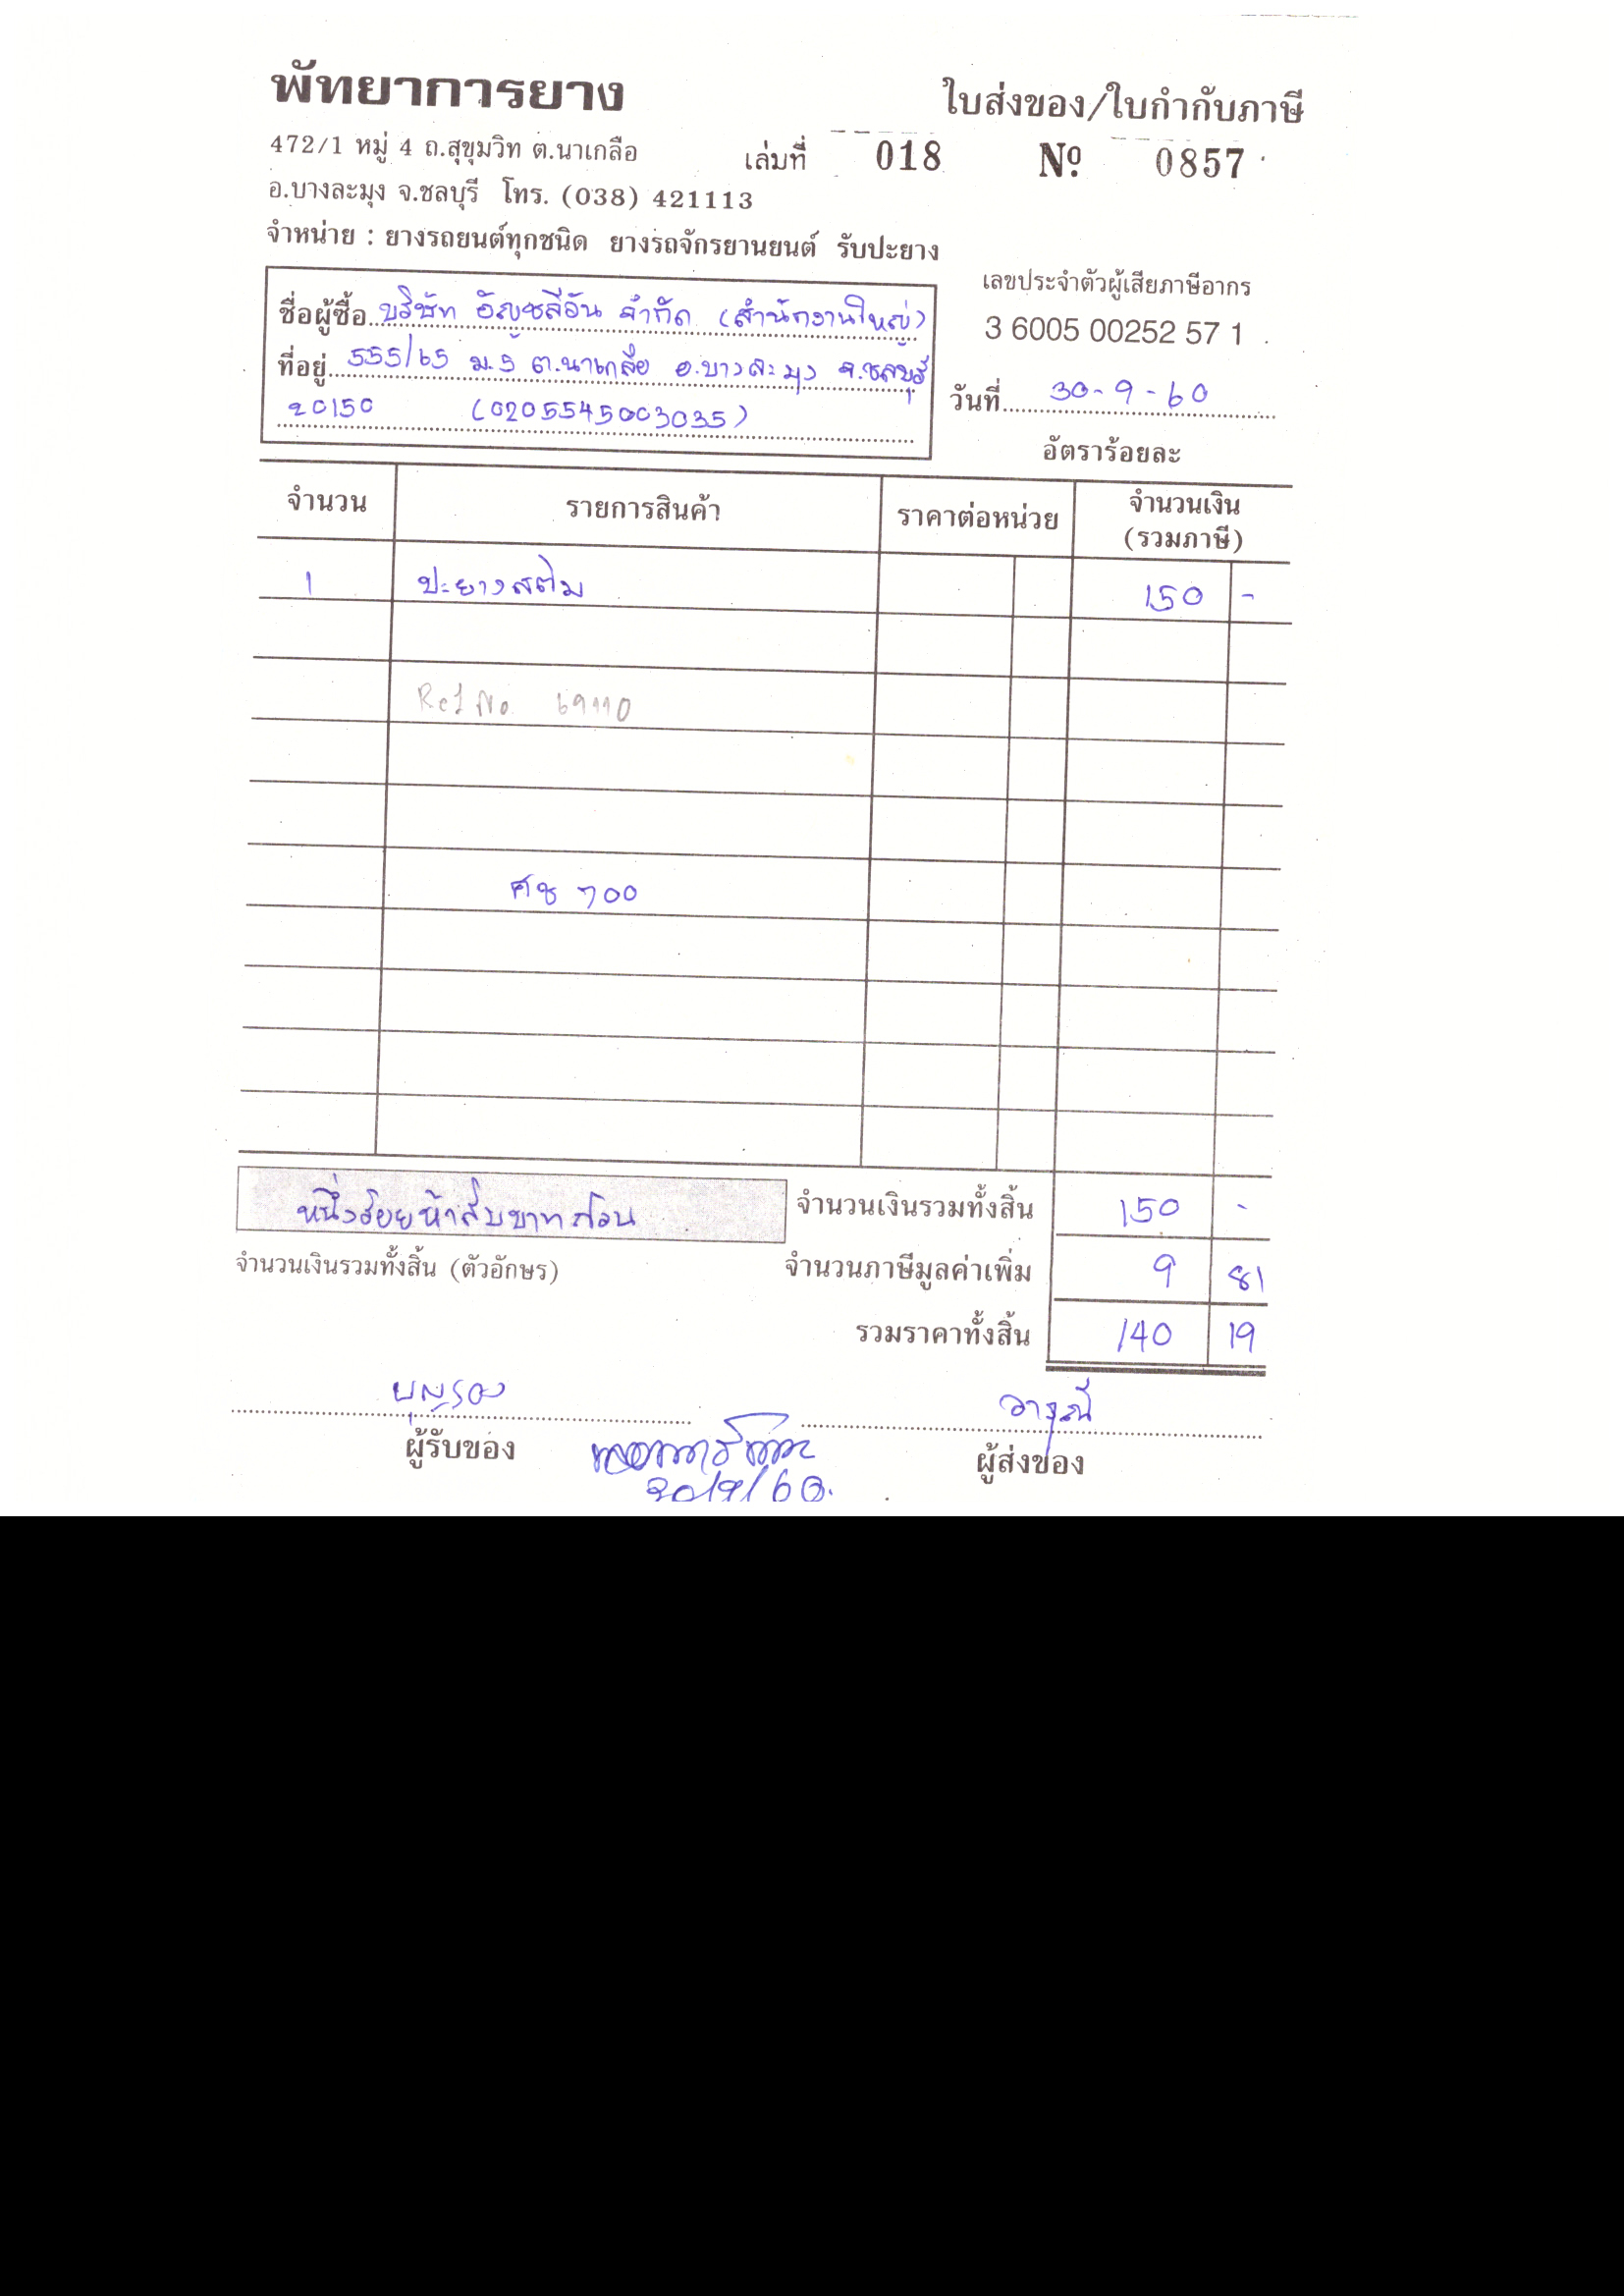 พัทยาการยาง
ใบส่งของ/ใบกำกับภาษี
472/1 หมู่ 4 ถ.สุขุมวิท ต.นาเกลือ
เล่มที่ 018 Nº 0857
อ.บางละมุง จ.ชลบุรี โทร. (038) 421113
จำหน่าย : ยางรถยนต์ทุกชนิด ยางรถจักรยานยนต์ รับปะยาง
เลขประจำตัวผู้เสียภาษีอากร
3 6005 00252 57 1
ชื่อผู้ซื้อ บริษัท อัญชลีอัน จำกัด (สำนักงานใหญ่)
ที่อยู่ 555/65 ม.5 ต.นาเกลือ อ.บางละมุง จ.ชลบุรี
20150 (0205545003035)
วันที่ 30-9-60
อัตราร้อยละ
จำนวน รายการสินค้า ราคาต่อหน่วย จำนวนเงิน (รวมภาษี)
1 ปะยางสตีม 150 -
Ref No. 69110
ศช 700
หนึ่งร้อยห้าสิบบาทถ้วน จำนวนเงินรวมทั้งสิ้น 150 -
จำนวนเงินรวมทั้งสิ้น (ตัวอักษร) จำนวนภาษีมูลค่าเพิ่ม 9 81
รวมราคาทั้งสิ้น 140 19
บุญรอง
ผู้รับของ
ผู้ส่งของ
30/9/60.